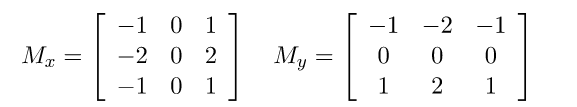 M_x = [ −1 0 1 ; −2 0 2 ; −1 0 1 ] M_y = [ −1 −2 −1 ; 0 0 0 ; 1 2 1 ]